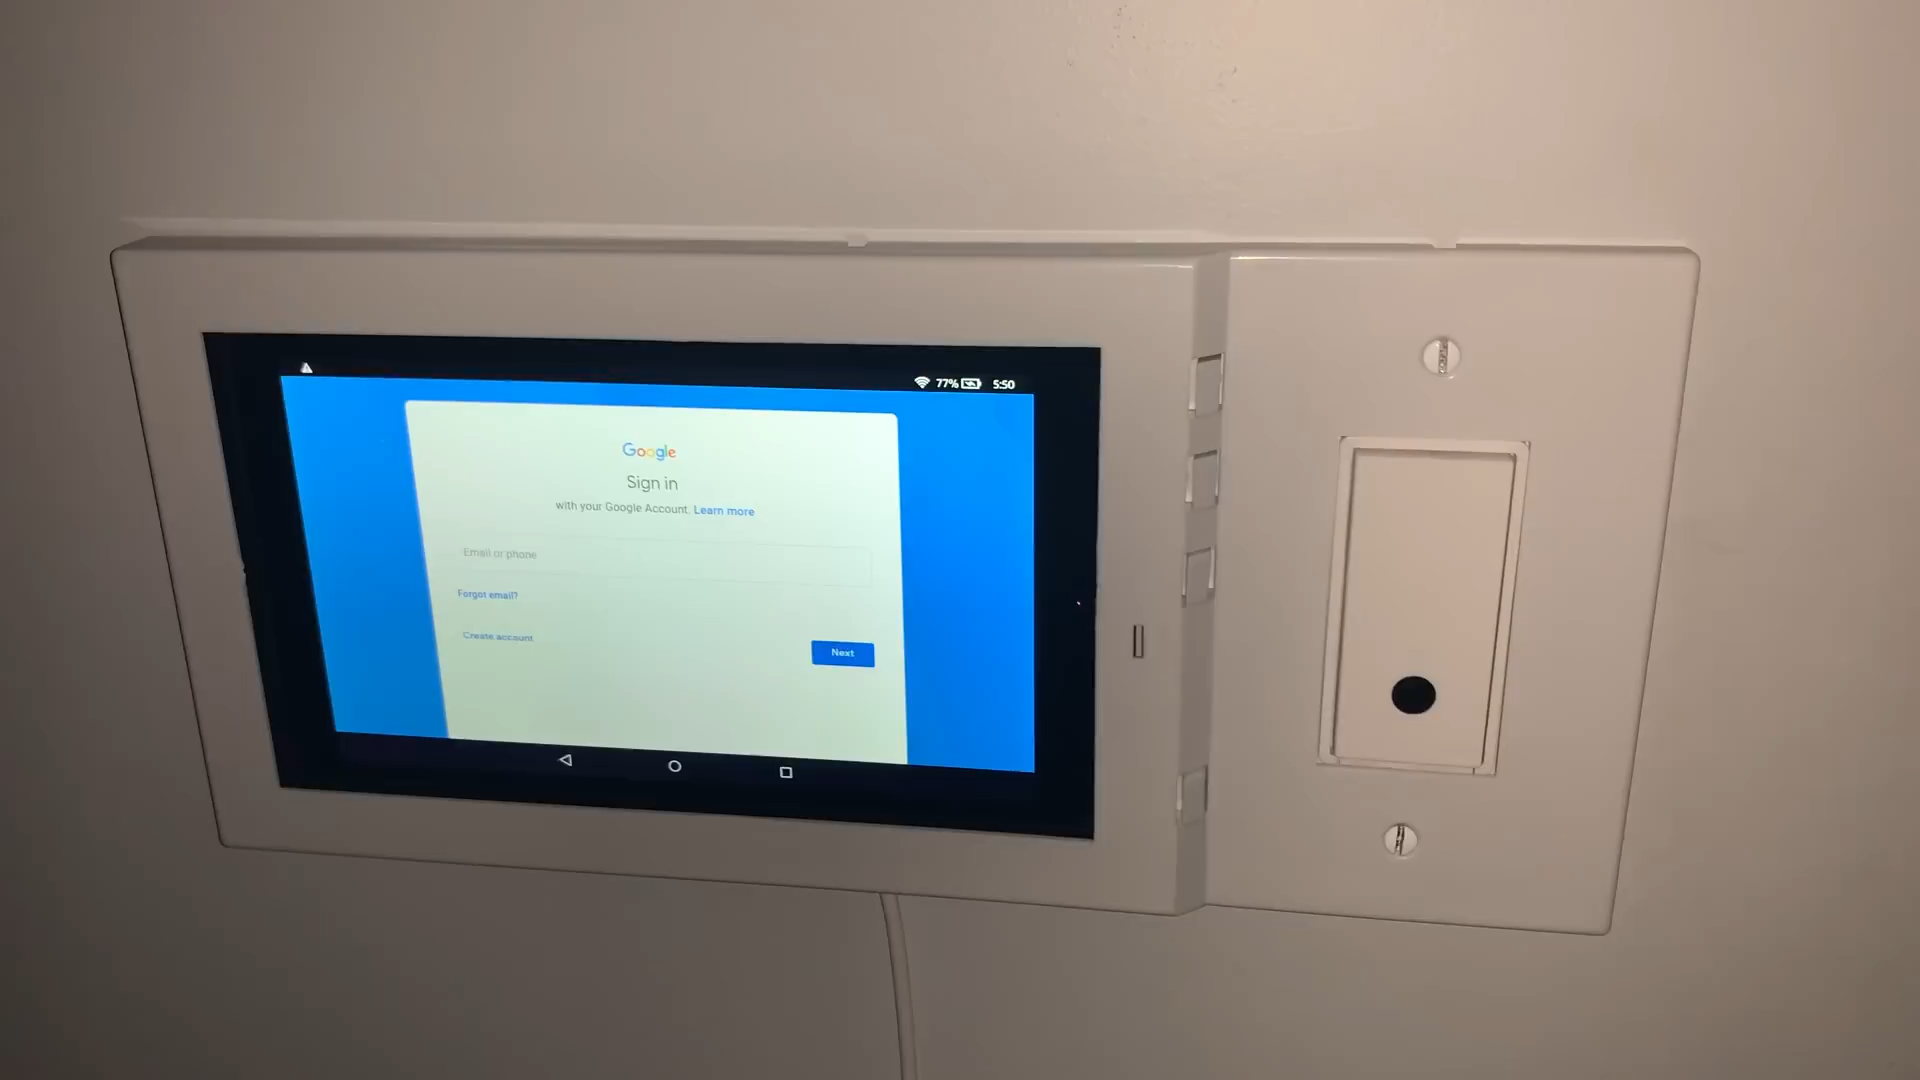 77% 5:50
Google
Sign in
with your Google Account. Learn more
Email or phone
Forgot email?
Create account
Next